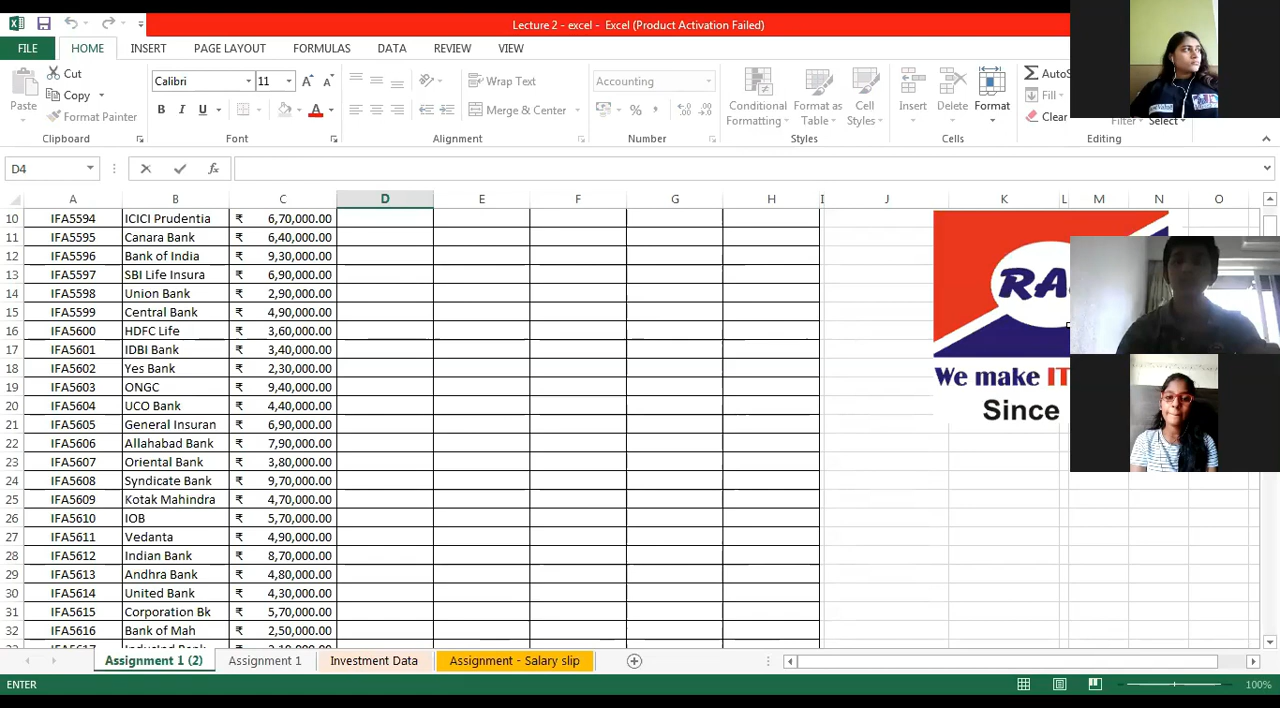 Lecture 2 - excel - Excel (Product Activation Failed)
FILE HOME INSERT PAGE LAYOUT FORMULAS DATA REVIEW VIEW
Paste
Cut
Copy
Format Painter
Clipboard
Calibri 11
B I U A
Font
Wrap Text
Merge & Center
Alignment
Accounting
%
Number
Conditional Formatting
Format as Table
Cell Styles
Styles
Insert
Delete
Format
Cells
Fill
Clear
Filter
Select
Editing
D4 fx
A B C D E F G H I J K L M N O
10 IFA5594 ICICI Prudentia ₹ 6,70,000.00
11 IFA5595 Canara Bank ₹ 6,40,000.00
12 IFA5596 Bank of India ₹ 9,30,000.00
13 IFA5597 SBI Life Insura ₹ 6,90,000.00
14 IFA5598 Union Bank ₹ 2,90,000.00
15 IFA5599 Central Bank ₹ 4,90,000.00
16 IFA5600 HDFC Life ₹ 3,60,000.00
17 IFA5601 IDBI Bank ₹ 3,40,000.00
18 IFA5602 Yes Bank ₹ 2,30,000.00
19 IFA5603 ONGC ₹ 9,40,000.00
20 IFA5604 UCO Bank ₹ 4,40,000.00
21 IFA5605 General Insuran ₹ 6,90,000.00
22 IFA5606 Allahabad Bank ₹ 7,90,000.00
23 IFA5607 Oriental Bank ₹ 3,80,000.00
24 IFA5608 Syndicate Bank ₹ 9,70,000.00
25 IFA5609 Kotak Mahindra ₹ 4,70,000.00
26 IFA5610 IOB ₹ 5,70,000.00
27 IFA5611 Vedanta ₹ 4,90,000.00
28 IFA5612 Indian Bank ₹ 8,70,000.00
29 IFA5613 Andhra Bank ₹ 4,80,000.00
30 IFA5614 United Bank ₹ 4,30,000.00
31 IFA5615 Corporation Bk ₹ 5,70,000.00
32 IFA5616 Bank of Mah ₹ 2,50,000.00
We make IT
Since
Assignment 1 (2) Assignment 1 Investment Data Assignment - Salary slip
ENTER 100%